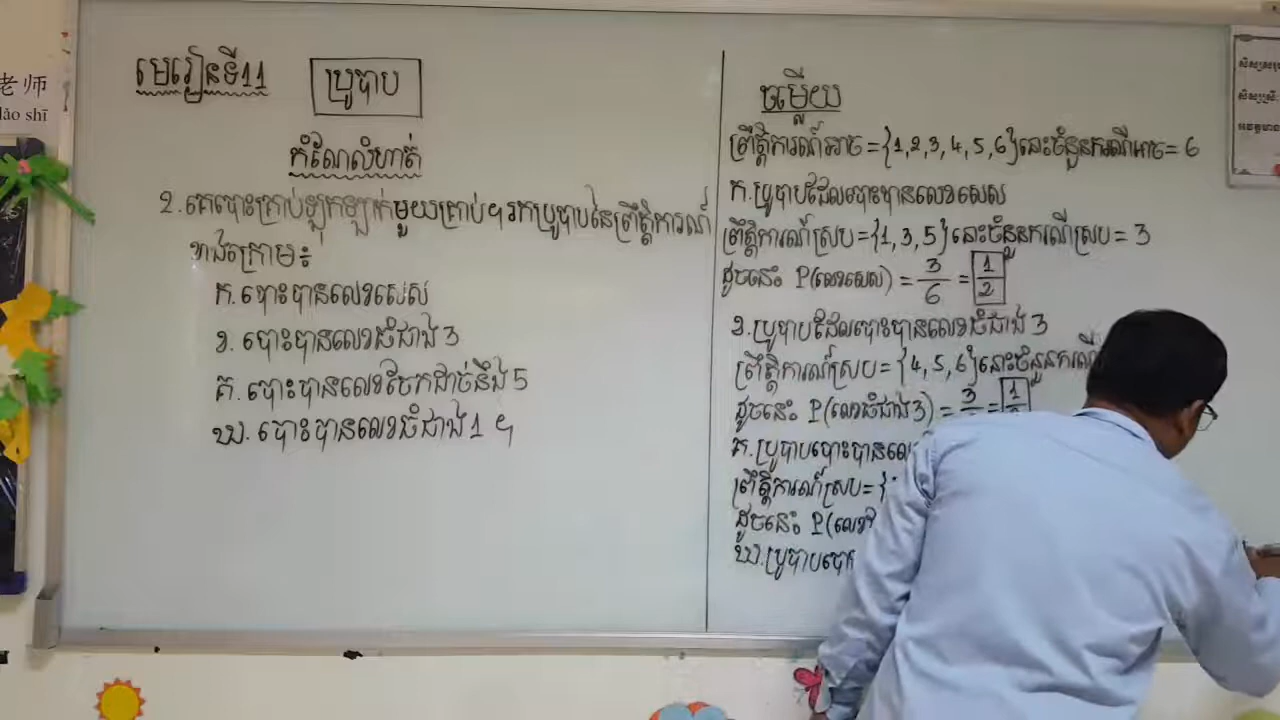 老师
lǎo shī
មេរៀនទី11
ប្រូបាប
កំណែលំហាត់
2.គេបោះគ្រាប់ឡុកឡាក់មួយគ្រាប់។រកប្រូបាបនៃព្រឹត្តិការណ៍
ខាងក្រោម៖
ក. បោះបានលេខសេស
ខ. បោះបានលេខធំជាង 3
គ. បោះបានលេខចែកដាច់នឹង 5
ឃ. បោះបានលេខធំជាង 1 ។
ចម្លើយ
ព្រឹត្តិការណ៍អាច = {1, 2, 3, 4, 5, 6} នោះចំនួនករណីអាច = 6
ក. ប្រូបាបដែលបោះបានលេខសេស
ព្រឹត្តិការណ៍ស្រប = {1, 3, 5} នោះចំនួនករណីស្រប = 3
ដូចនេះ P(លេខសេស) = 3/6 = 1/2
ខ. ប្រូបាបដែលបោះបានលេខធំជាង 3
ព្រឹត្តិការណ៍ស្រប = {4, 5, 6} នោះចំនួនករណី
ដូចនេះ P(លេខធំជាង 3) = 3 = 1
គ. ប្រូបាបបោះបាន
ព្រឹត្តិការណ៍ស្រប = {
ដូចនេះ P(លេខ
ឃ. ប្រូបាប